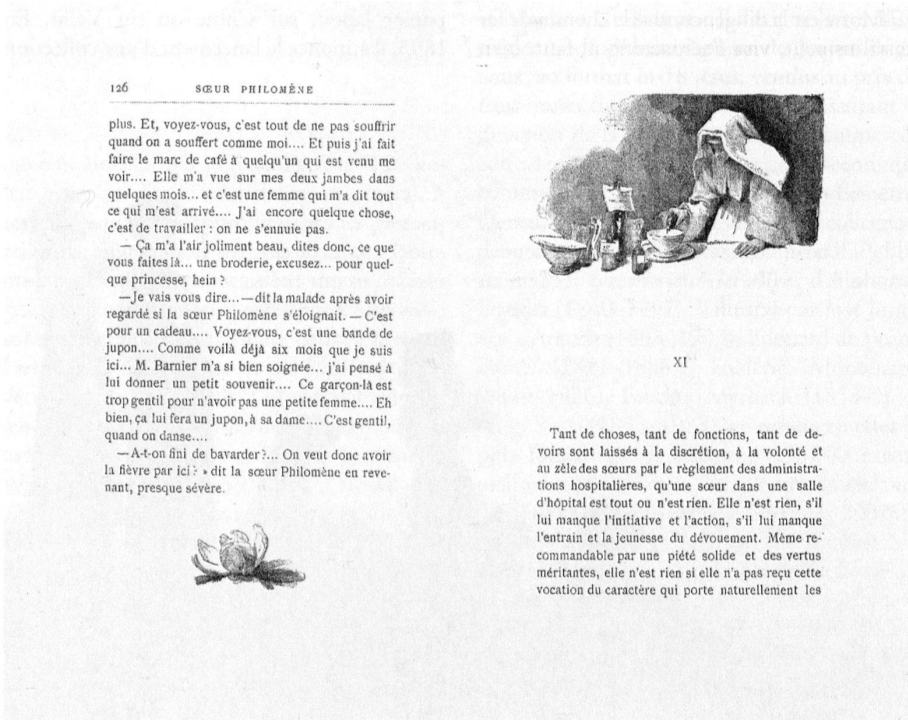 126 SŒUR PHILOMÈNE
plus. Et, voyez-vous, c'est tout de ne pas souffrir
quand on a souffert comme moi.... Et puis j'ai fait
faire le marc de café à quelqu'un qui est venu me
voir.... Elle m'a vue sur mes deux jambes dans
quelques mois... et c'est une femme qui m'a dit tout
ce qui m'est arrivé.... J'ai encore quelque chose,
c'est de travailler : on ne s'ennuie pas.
— Ça m'a l'air joliment beau, dites donc, ce que
vous faites là... une broderie, excusez... pour quel-
que princesse, hein ?
—Je vais vous dire... —dit la malade après avoir
regardé si la sœur Philomène s'éloignait. — C'est
pour un cadeau.... Voyez-vous, c'est une bande de
jupon.... Comme voilà déjà six mois que je suis
ici... M. Barnier m'a si bien soignée... j'ai pensé à
lui donner un petit souvenir.... Ce garçon-là est
trop gentil pour n'avoir pas une petite femme.... Eh
bien, ça lui fera un jupon, à sa dame.... C'est gentil,
quand on danse....
—A-t-on fini de bavarder?... On veut donc avoir
la fièvre par ici ? » dit la sœur Philomène en reve-
nant, presque sévère.
XI
Tant de choses, tant de fonctions, tant de de-
voirs sont laissés à la discrétion, à la volonté et
au zèle des sœurs par le règlement des administra-
tions hospitalières, qu'une sœur dans une salle
d'hôpital est tout ou n'est rien. Elle n'est rien, s'il
lui manque l'initiative et l'action, s'il lui manque
l'entrain et la jeunesse du dévouement. Même re-
commandable par une piété solide et des vertus
méritantes, elle n'est rien si elle n'a pas reçu cette
vocation du caractère qui porte naturellement les